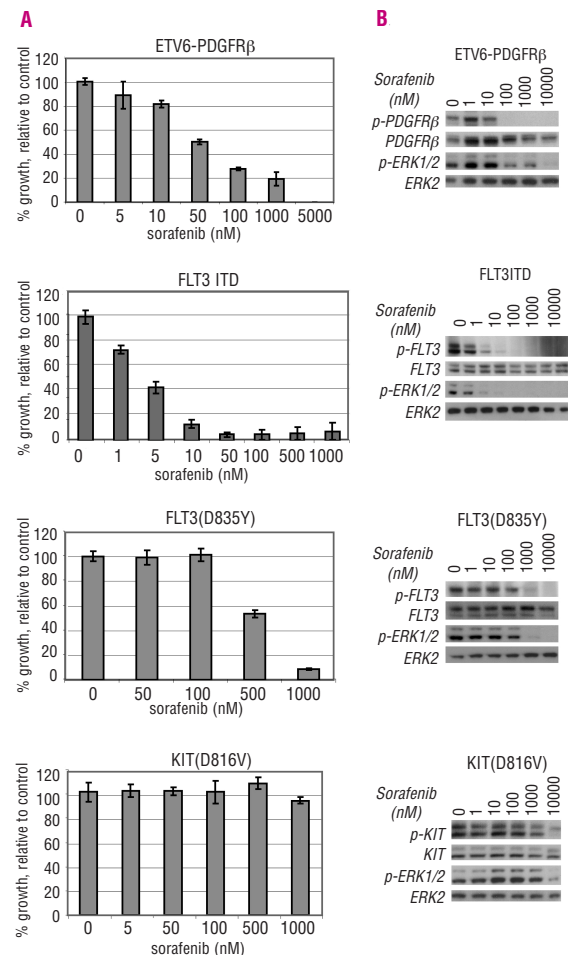 A
ETV6-PDGFRβ
% growth, relative to control
120
100
80
60
40
20
0
0 5 10 50 100 1000 5000
sorafenib (nM)
FLT3 ITD
% growth, relative to control
120
100
80
60
40
20
0
0 1 5 10 50 100 500 1000
sorafenib (nM)
FLT3(D835Y)
% growth, relative to control
120
100
80
60
40
20
0
0 50 100 500 1000
sorafenib (nM)
KIT(D816V)
% growth, relative to control
120
100
80
60
40
20
0
0 5 50 100 500 1000
sorafenib (nM)
B
ETV6-PDGFRβ
Sorafenib
(nM)
0 1 10 100 1000 10000
p-PDGFRβ
PDGFRβ
p-ERK1/2
ERK2
FLT3ITD
Sorafenib
(nM)
0 1 10 100 1000 10000
p-FLT3
FLT3
p-ERK1/2
ERK2
FLT3(D835Y)
Sorafenib
(nM)
0 1 10 100 1000 10000
p-FLT3
FLT3
p-ERK1/2
ERK2
KIT(D816V)
Sorafenib
(nM)
0 1 10 100 1000 10000
p-KIT
KIT
p-ERK1/2
ERK2